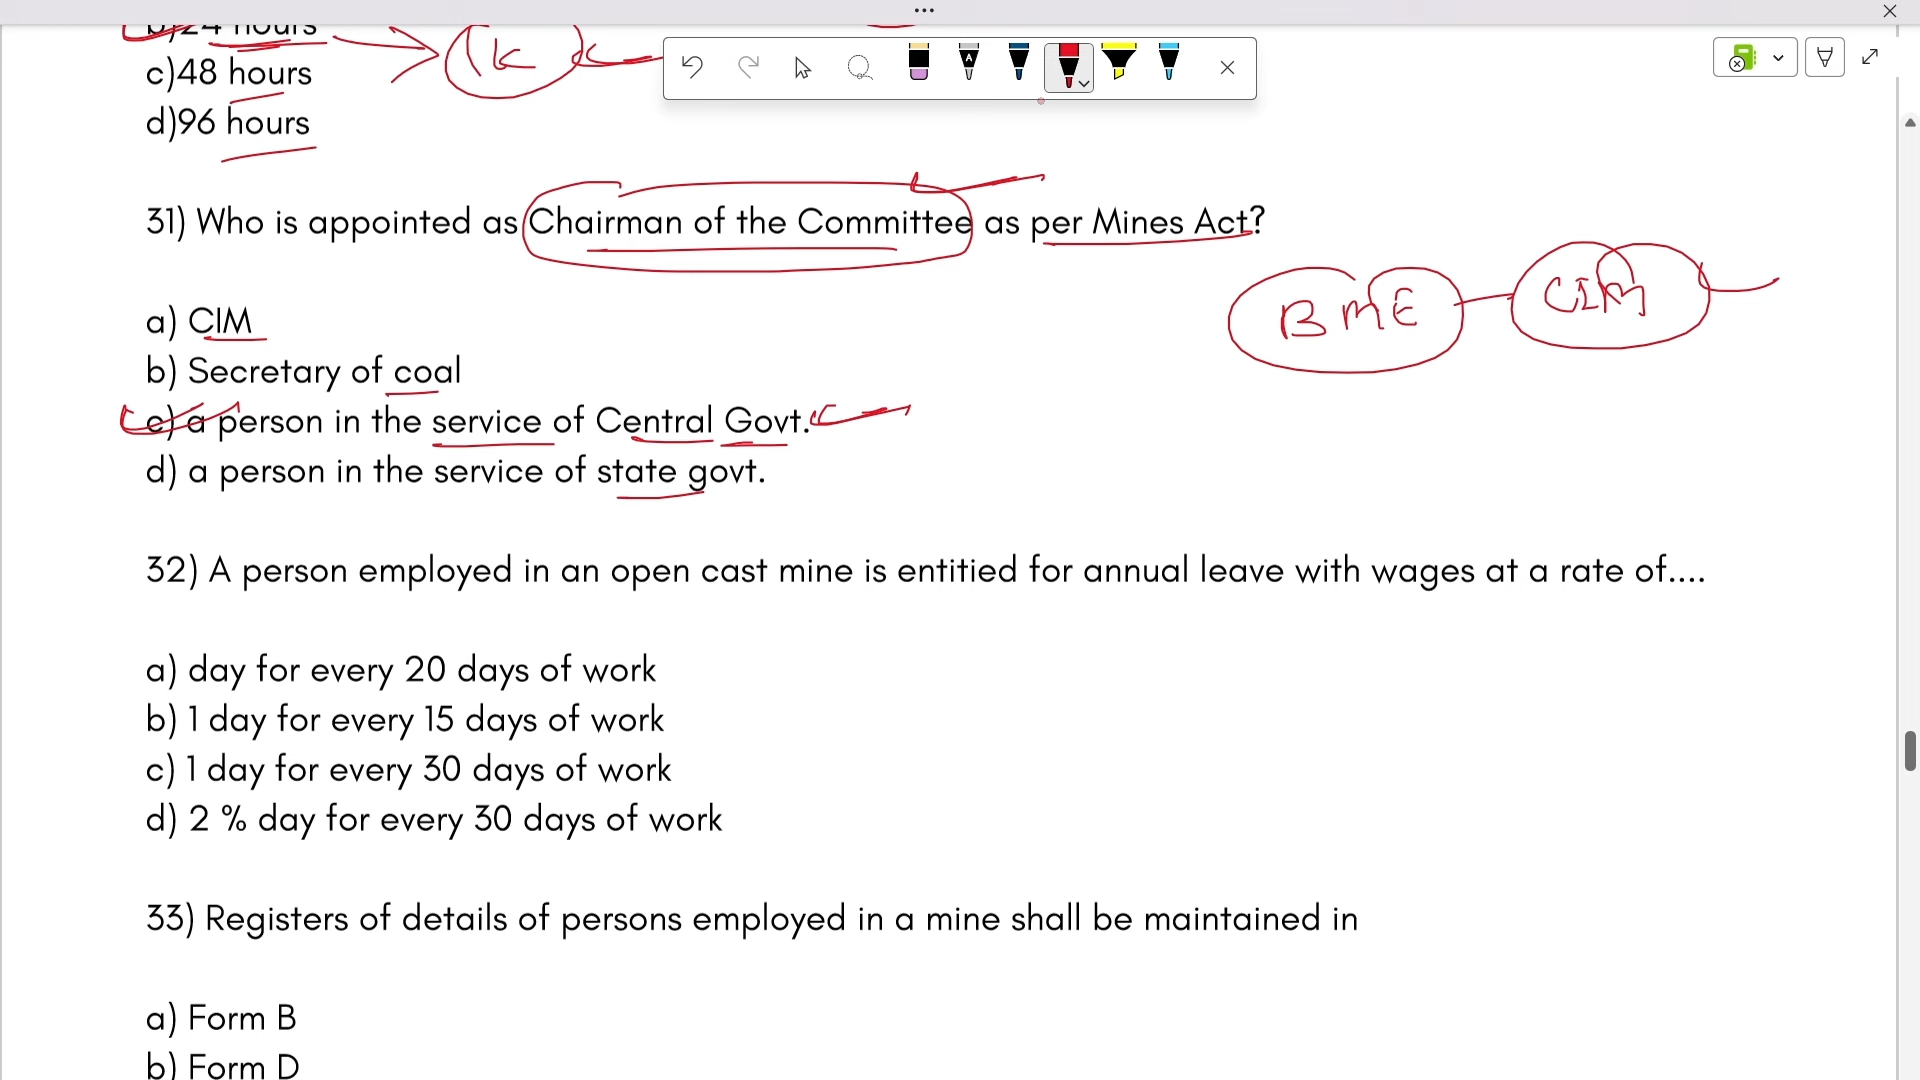 b)24 hours
K
c)48 hours
d)96 hours
31) Who is appointed as Chairman of the Committee as per Mines Act?
BME
CIM
a) CIM
b) Secretary of coal
c) a person in the service of Central Govt.
d) a person in the service of state govt.
32) A person employed in an open cast mine is entitied for annual leave with wages at a rate of....
a) day for every 20 days of work
b) 1 day for every 15 days of work
c) 1 day for every 30 days of work
d) 2 % day for every 30 days of work
33) Registers of details of persons employed in a mine shall be maintained in
a) Form B
b) Form D